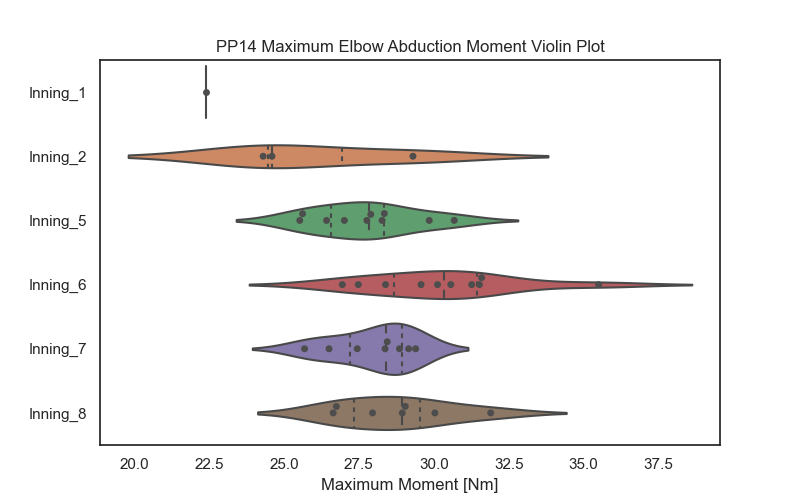 PP14 Maximum Elbow Abduction Moment Violin Plot
Inning_1
Inning_2
Inning_5
Inning_6
Inning_7
Inning_8
20.0 22.5 25.0 27.5 30.0 32.5 35.0 37.5
Maximum Moment [Nm]